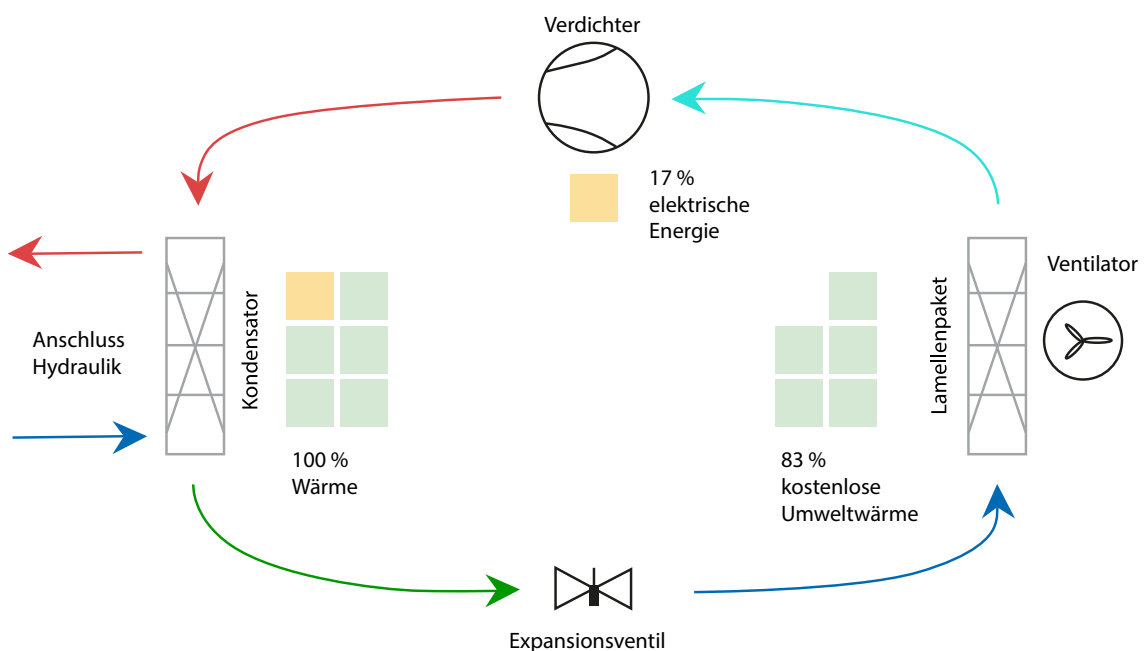 Verdichter
17 %
elektrische
Energie
Ventilator
Anschluss
Hydraulik
Kondensator
Lamellenpaket
100 %
Wärme
83 %
kostenlose
Umweltwärme
Expansionsventil